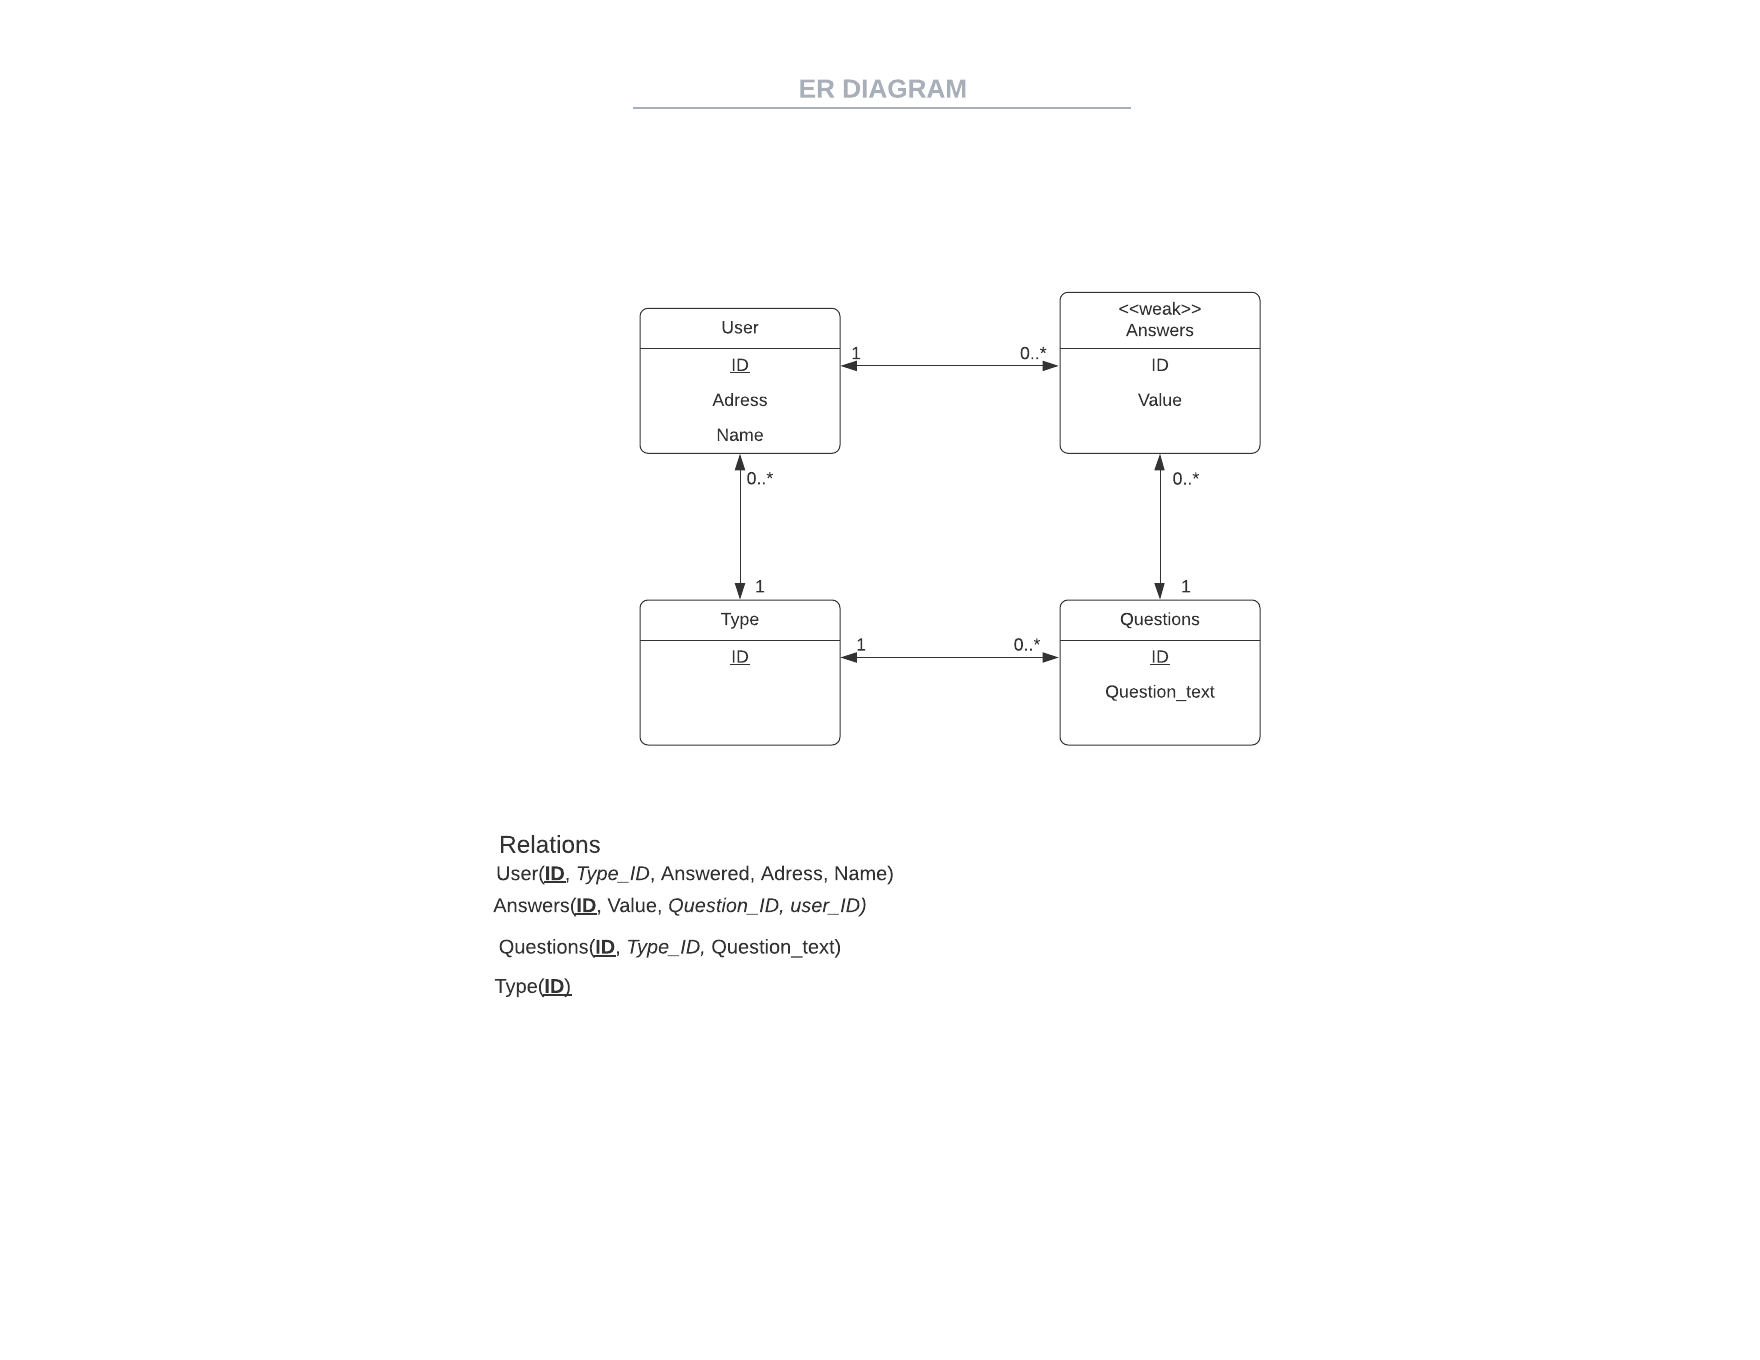 ER DIAGRAM
<<weak>>
User
Answers
1
0..*
ID
ID
Adress
Value
Name
0..*
0..*
1
1
Type
Questions
1
0..*
ID
ID
Question_text
Relations
User(ID, Type_ID, Answered, Adress, Name)
Answers(ID, Value, Question_ID, user_ID)
Questions(ID, Type_ID, Question_text)
Type(ID)